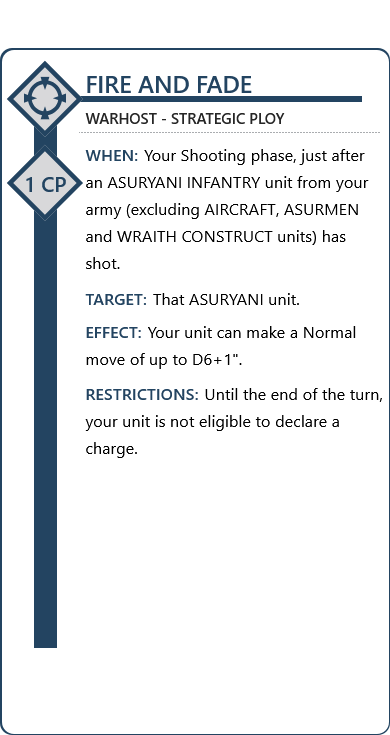 FIRE AND FADE
WARHOST - STRATEGIC PLOY
1 CP
WHEN: Your Shooting phase, just after
an ASURYANI INFANTRY unit from your
army (excluding AIRCRAFT, ASURMEN
and WRAITH CONSTRUCT units) has
shot.
TARGET: That ASURYANI unit.
EFFECT: Your unit can make a Normal
move of up to D6+1".
RESTRICTIONS: Until the end of the turn,
your unit is not eligible to declare a
charge.